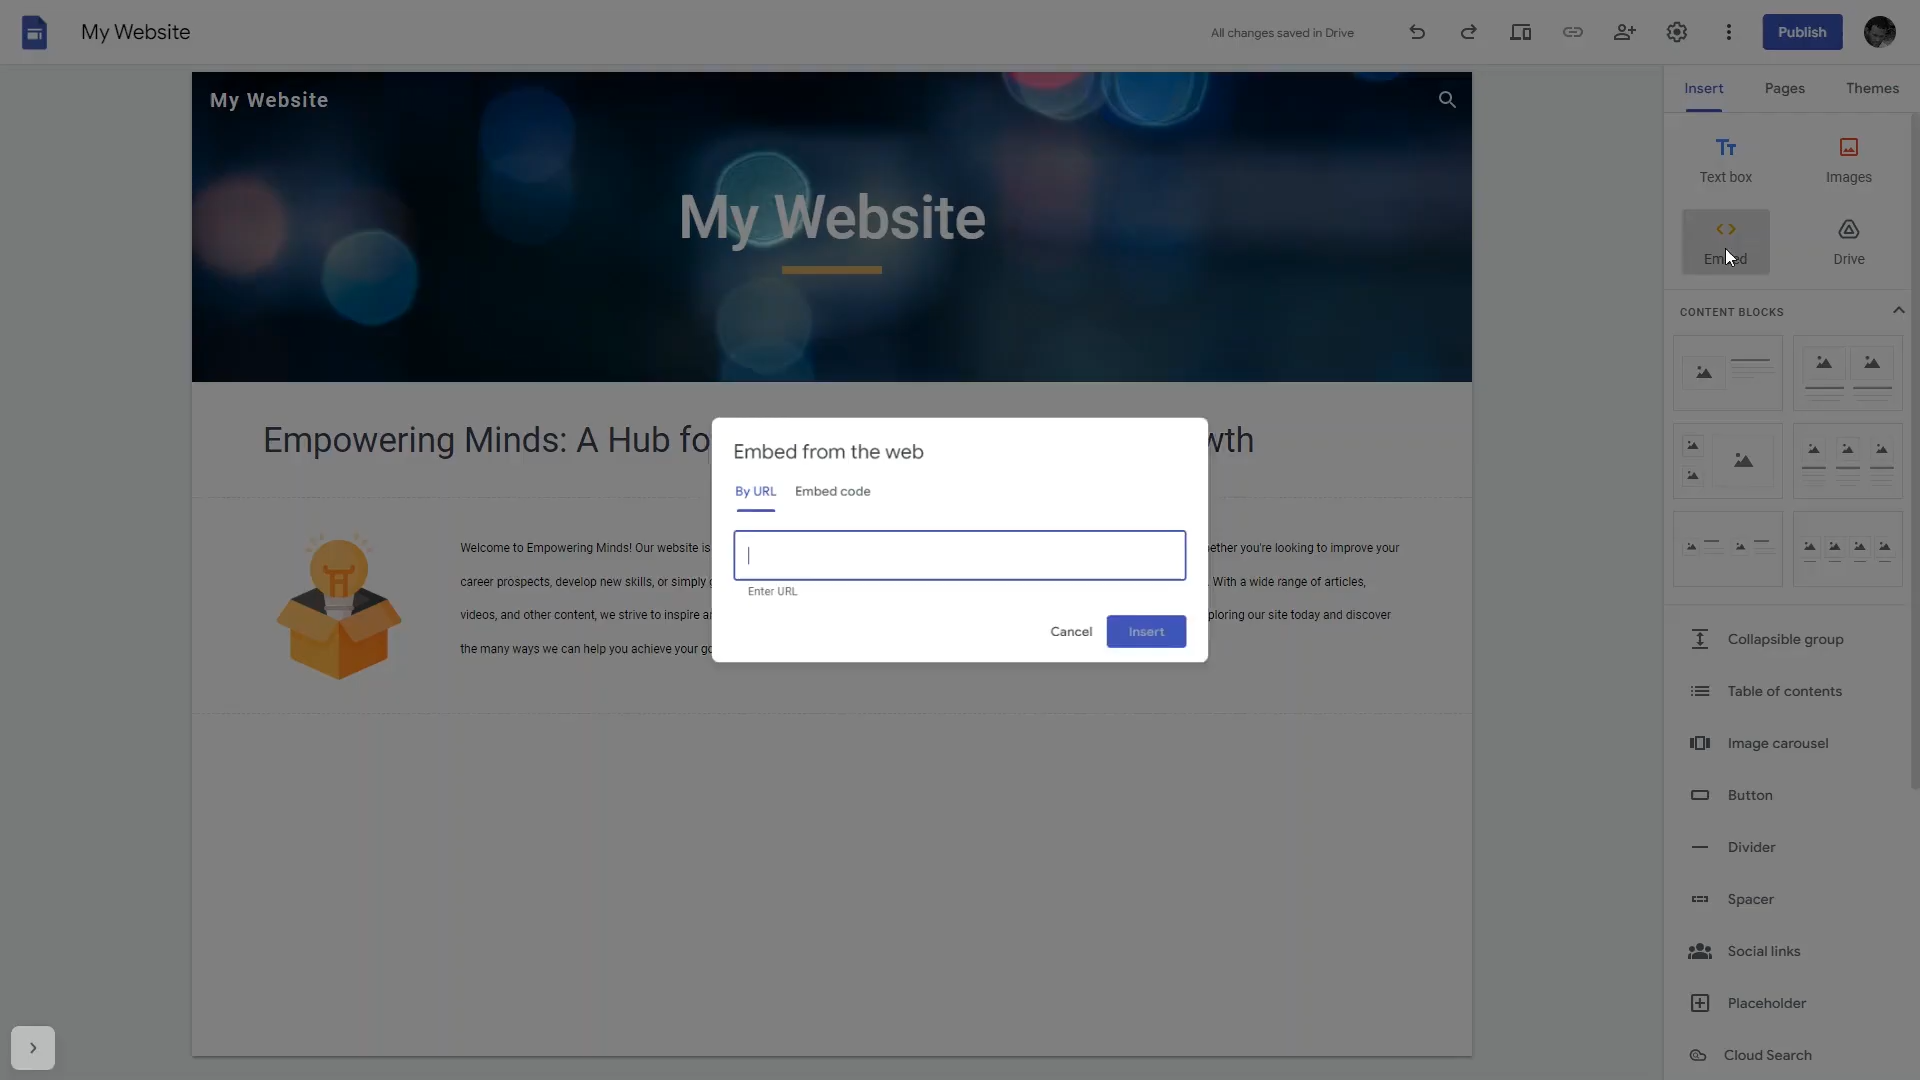 My Website
All changes saved in Drive
Publish
My Website
My Website
Insert
Pages
Themes
Text box
Images
Embed
Drive
CONTENT BLOCKS
Empowering Minds: A Hub fo
wth
Embed from the web
By URL
Embed code
Enter URL
Cancel
Insert
Welcome to Empowering Minds! Our website is
ether you're looking to improve your
career prospects, develop new skills, or simply
With a wide range of articles,
videos, and other content, we strive to inspire a
ploring our site today and discover
the many ways we can help you achieve your go
Collapsible group
Table of contents
Image carousel
Button
Divider
Spacer
Social links
Placeholder
Cloud Search